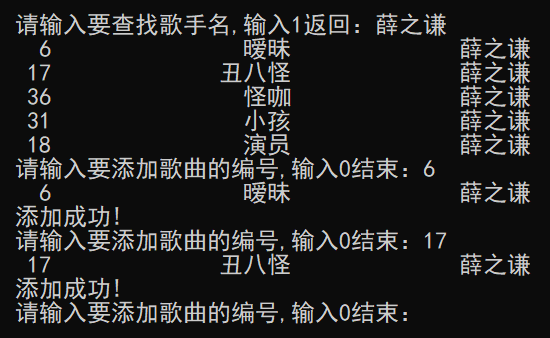 请输入要查找歌手名,输入1返回：薛之谦
6 暧昧 薛之谦
17 丑八怪 薛之谦
36 怪咖 薛之谦
31 小孩 薛之谦
18 演员 薛之谦
请输入要添加歌曲的编号,输入0结束：6
6 暧昧 薛之谦
添加成功！
请输入要添加歌曲的编号,输入0结束：17
17 丑八怪 薛之谦
添加成功！
请输入要添加歌曲的编号,输入0结束：